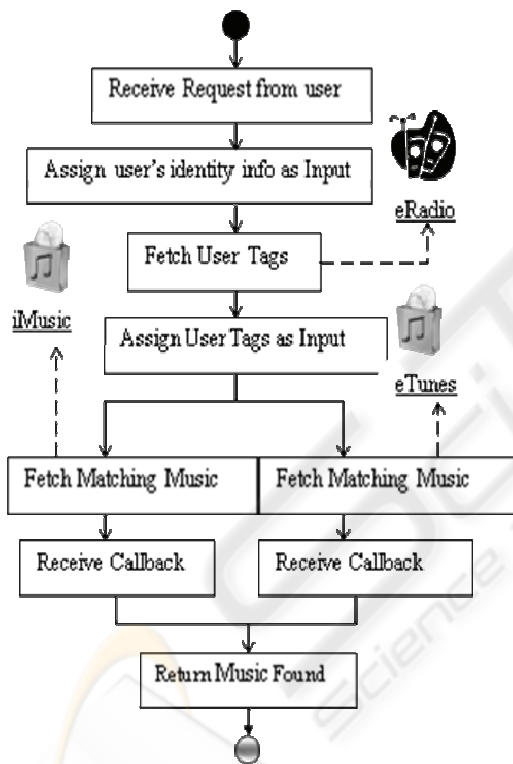 Receive Request from user
Assign user's identity info as Input
eRadio
Fetch User Tags
iMusic
Assign User Tags as Input
eTunes
Fetch Matching Music
Fetch Matching Music
Receive Callback
Receive Callback
Return Music Found
Science